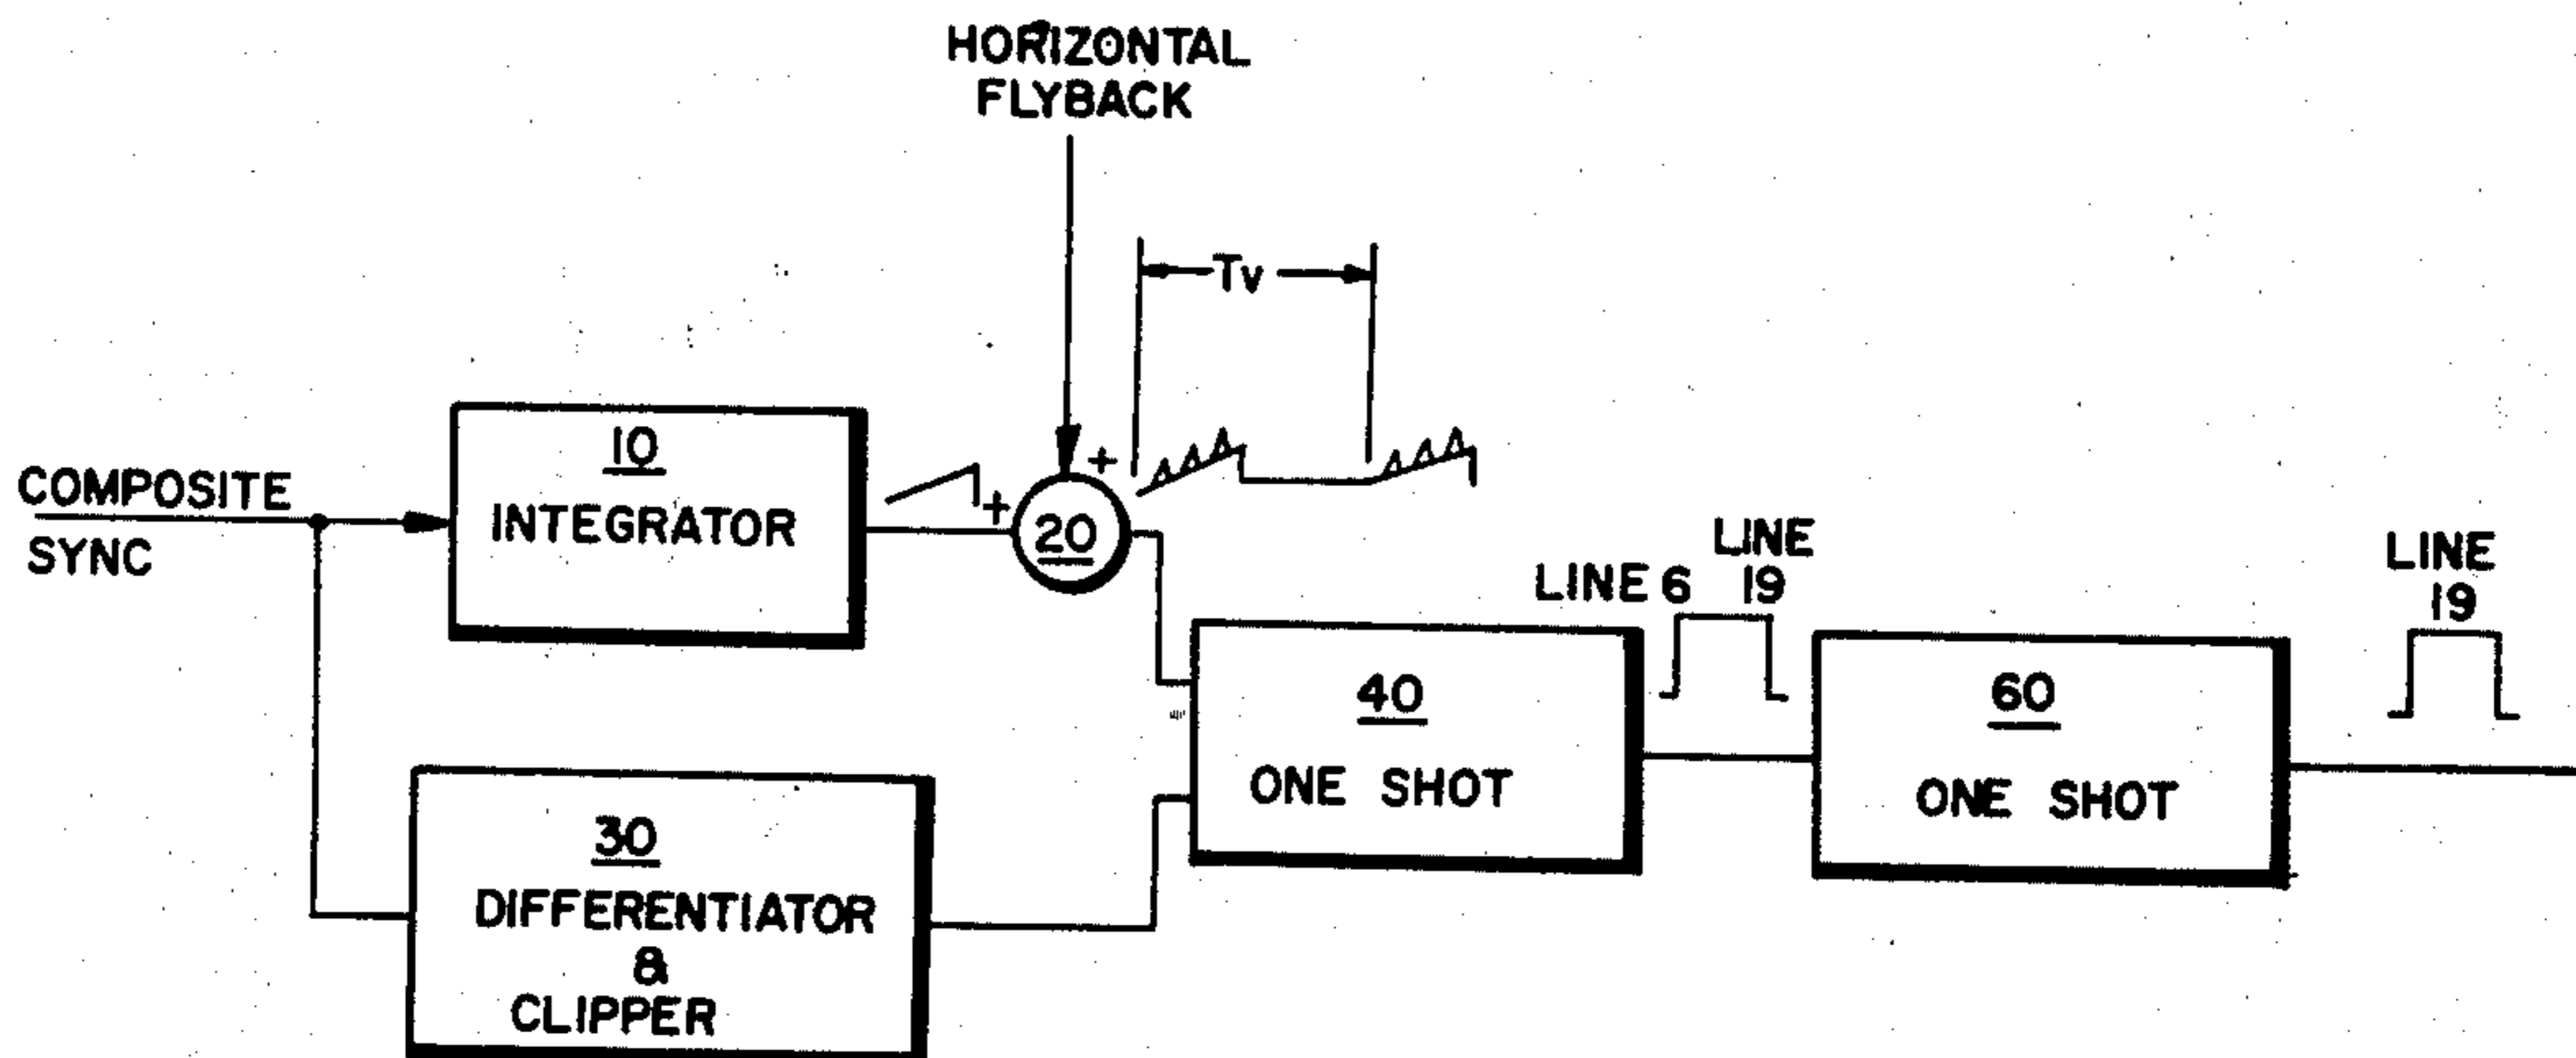 HORIZONTAL
FLYBACK
Tv
COMPOSITE
SYNC
10
INTEGRATOR
+
+
20
LINE 6
LINE
19
LINE
19
40
ONE SHOT
60
ONE SHOT
30
DIFFERENTIATOR
&
CLIPPER